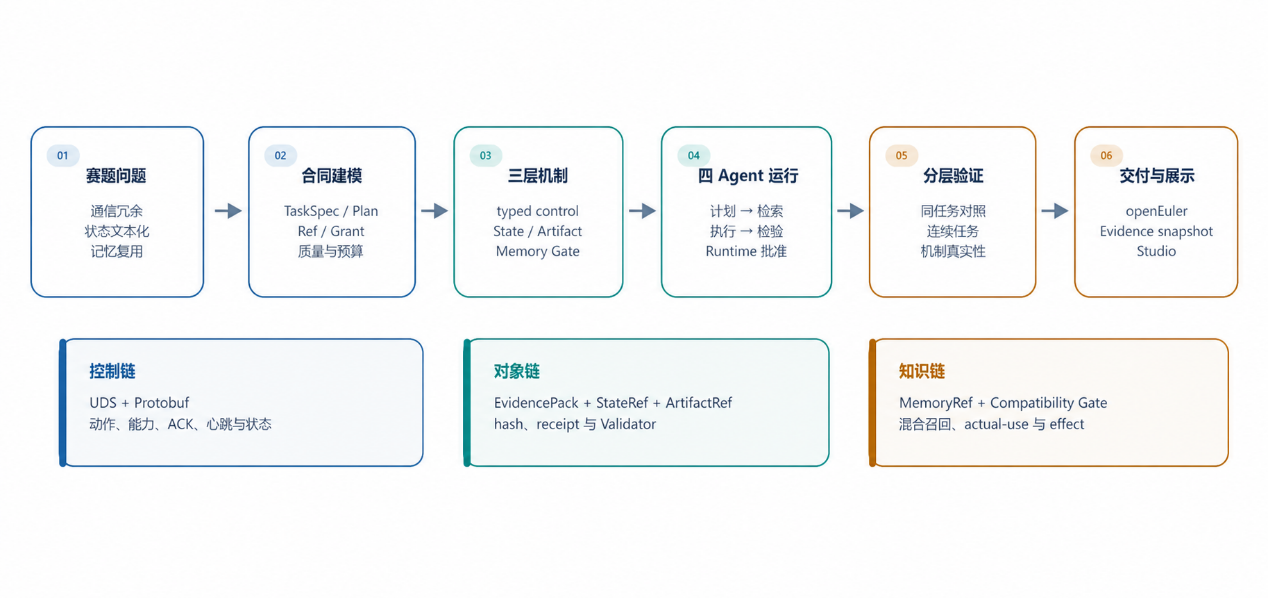 01
赛题问题
通信冗余
状态文本化
记忆复用
02
合同建模
TaskSpec / Plan
Ref / Grant
质量与预算
03
三层机制
typed control
State / Artifact
Memory Gate
04
四 Agent 运行
计划 → 检索
执行 → 检验
Runtime 批准
05
分层验证
同任务对照
连续任务
机制真实性
06
交付与展示
openEuler
Evidence snapshot
Studio
控制链
UDS + Protobuf
动作、能力、ACK、心跳与状态
对象链
EvidencePack + StateRef + ArtifactRef
hash、receipt 与 Validator
知识链
MemoryRef + Compatibility Gate
混合召回、actual-use 与 effect